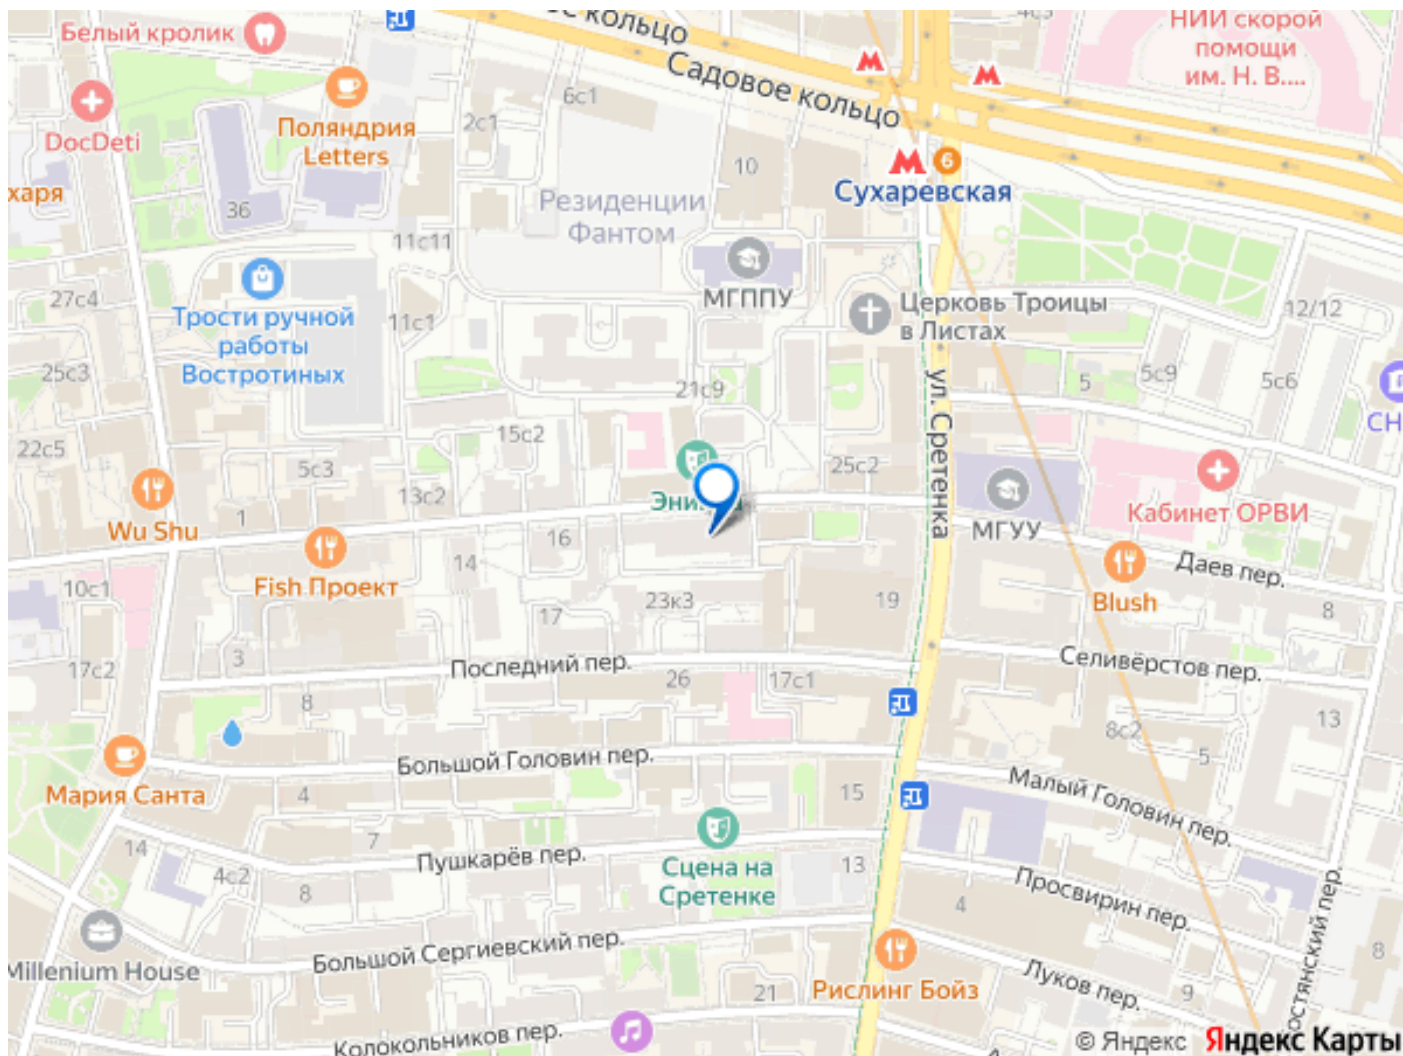 Белый кролик
Садовое кольцо
кольцо
НИИ скорой
помощи
им. Н. В....
DocDeti
Поляндрия
Letters
6с1
2с1
10
6
Сухаревская
харя
36
Резиденции
Фантом
11с11
МГППУ
Церковь Троицы
в Листах
12/12
27с4
Трости ручной
работы
Востротиных
11с1
25с3
21с9
ул. Сретенка
5
5с9
5с6
СН
22с5
15с2
5с3
13с2
25с2
Wu Shu
1
16
МГУУ
Кабинет ОРВИ
Fish Проект
14
Даев пер.
Blush
10с1
23к3
19
8
17
17с2
3
Последний пер.
26
17с1
Селивёрстов пер.
8
13
8с2
5
Большой Головин пер.
Мария Санта
4
15
Малый Головин пер.
7
14
4с2
8
Пушкарёв пер.
Сцена на
Сретенке
13
4
Просвирин пер.
8
Millenium House
Большой Сергиевский пер.
21
Рислинг Бойз
Луков пер.
9
Колокольников пер.
© Яндекс Яндекс Карты